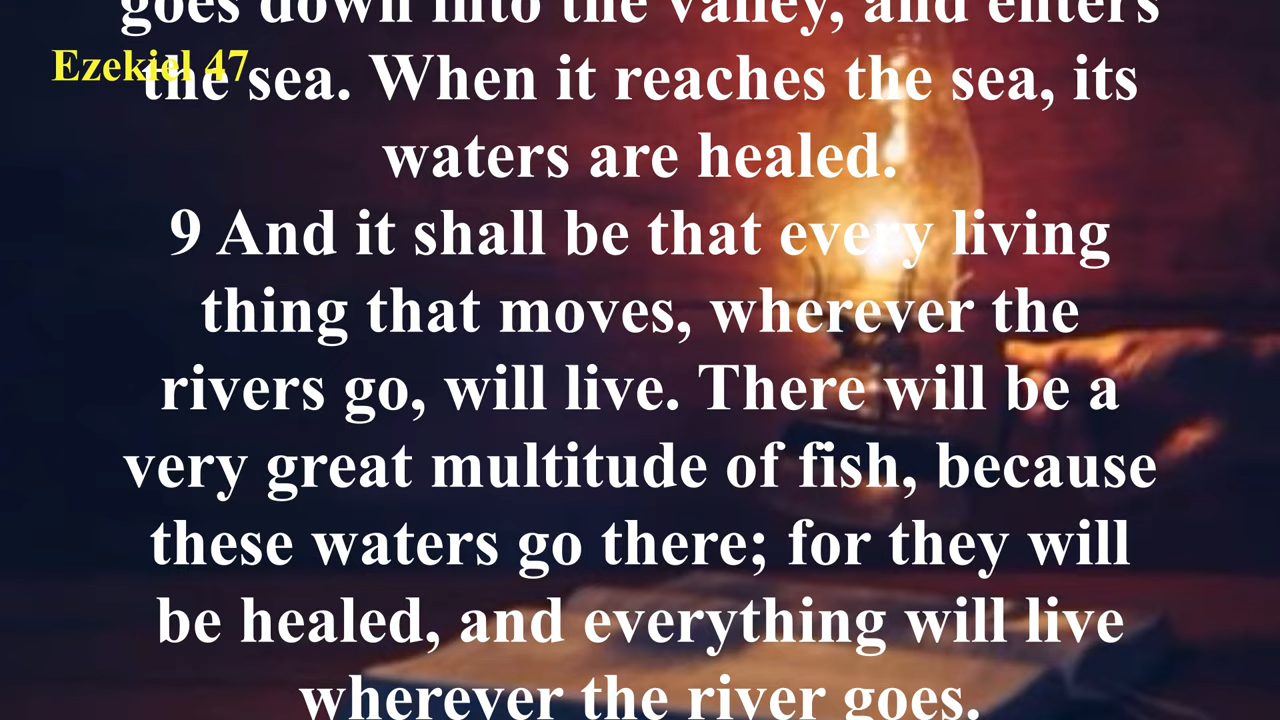 goes down into the valley, and enters
Ezekiel 47
the sea. When it reaches the sea, its
waters are healed.
9 And it shall be that every living
thing that moves, wherever the
rivers go, will live. There will be a
very great multitude of fish, because
these waters go there; for they will
be healed, and everything will live
wherever the river goes.